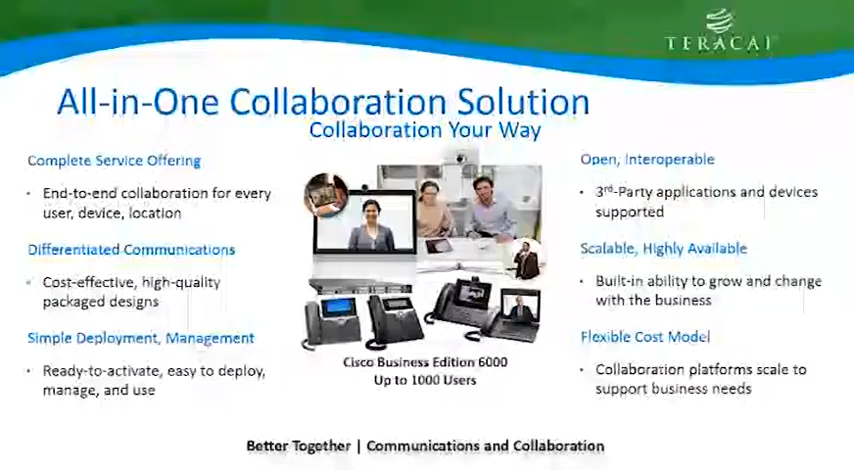 TERACAI
All-in-One Collaboration Solution
Collaboration Your Way
Complete Service Offering
• End-to-end collaboration for every
user, device, location
Differentiated Communications
• Cost-effective, high-quality
packaged designs
Simple Deployment, Management
• Ready-to-activate, easy to deploy,
manage, and use
Cisco Business Edition 6000
Up to 1000 Users
Open, Interoperable
• 3rd-Party applications and devices
supported
Scalable, Highly Available
• Built-in ability to grow and change
with the business
Flexible Cost Model
• Collaboration platforms scale to
support business needs
Better Together | Communications and Collaboration